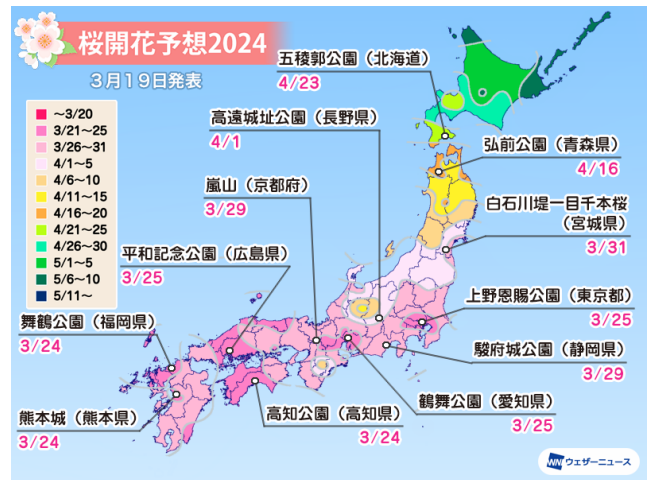 桜開花予想2024
3月19日発表
～3/20
3/21～25
3/26～31
4/1～5
4/6～10
4/11～15
4/16～20
4/21～25
4/26～30
5/1～5
5/6～10
5/11～
五稜郭公園（北海道）
4/23
高遠城址公園（長野県）
4/1
弘前公園（青森県）
4/16
嵐山（京都府）
3/29
白石川堤一目千本桜
（宮城県）
3/31
平和記念公園（広島県）
3/25
上野恩賜公園（東京都）
3/25
舞鶴公園（福岡県）
3/24
駿府城公園（静岡県）
3/29
鶴舞公園（愛知県）
3/25
熊本城（熊本県）
3/24
高知公園（高知県）
3/24
WN ウェザーニュース